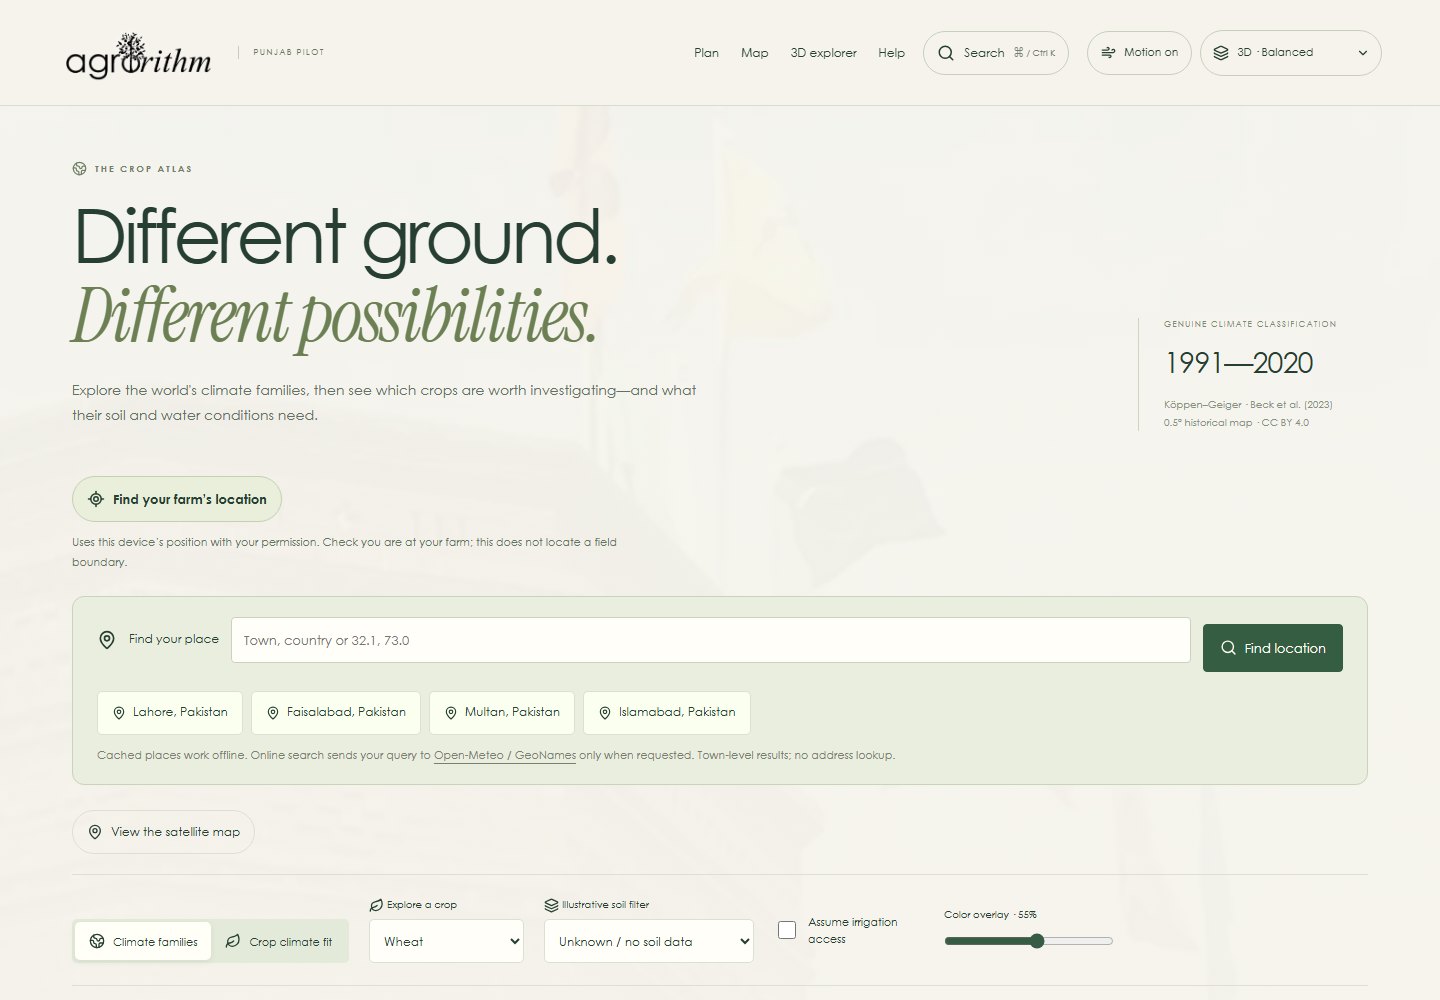 agrorithm
PUNJAB PILOT
Plan
Map
3D explorer
Help
Search ⌘ / Ctrl K
Motion on
3D · Balanced
THE CROP ATLAS
Different ground.
Different possibilities.
GENUINE CLIMATE CLASSIFICATION
1991—2020
Köppen–Geiger · Beck et al. (2023)
0.5° historical map · CC BY 4.0
Explore the world's climate families, then see which crops are worth investigating—and what
their soil and water conditions need.
Find your farm's location
Uses this device's position with your permission. Check you are at your farm; this does not locate a field
boundary.
Find your place
Town, country or 32.1, 73.0
Find location
Lahore, Pakistan
Faisalabad, Pakistan
Multan, Pakistan
Islamabad, Pakistan
Cached places work offline. Online search sends your query to Open-Meteo / GeoNames only when requested. Town-level results; no address lookup.
View the satellite map
Climate families
Crop climate fit
Explore a crop
Wheat
Illustrative soil filter
Unknown / no soil data
Assume irrigation
access
Color overlay · 55%